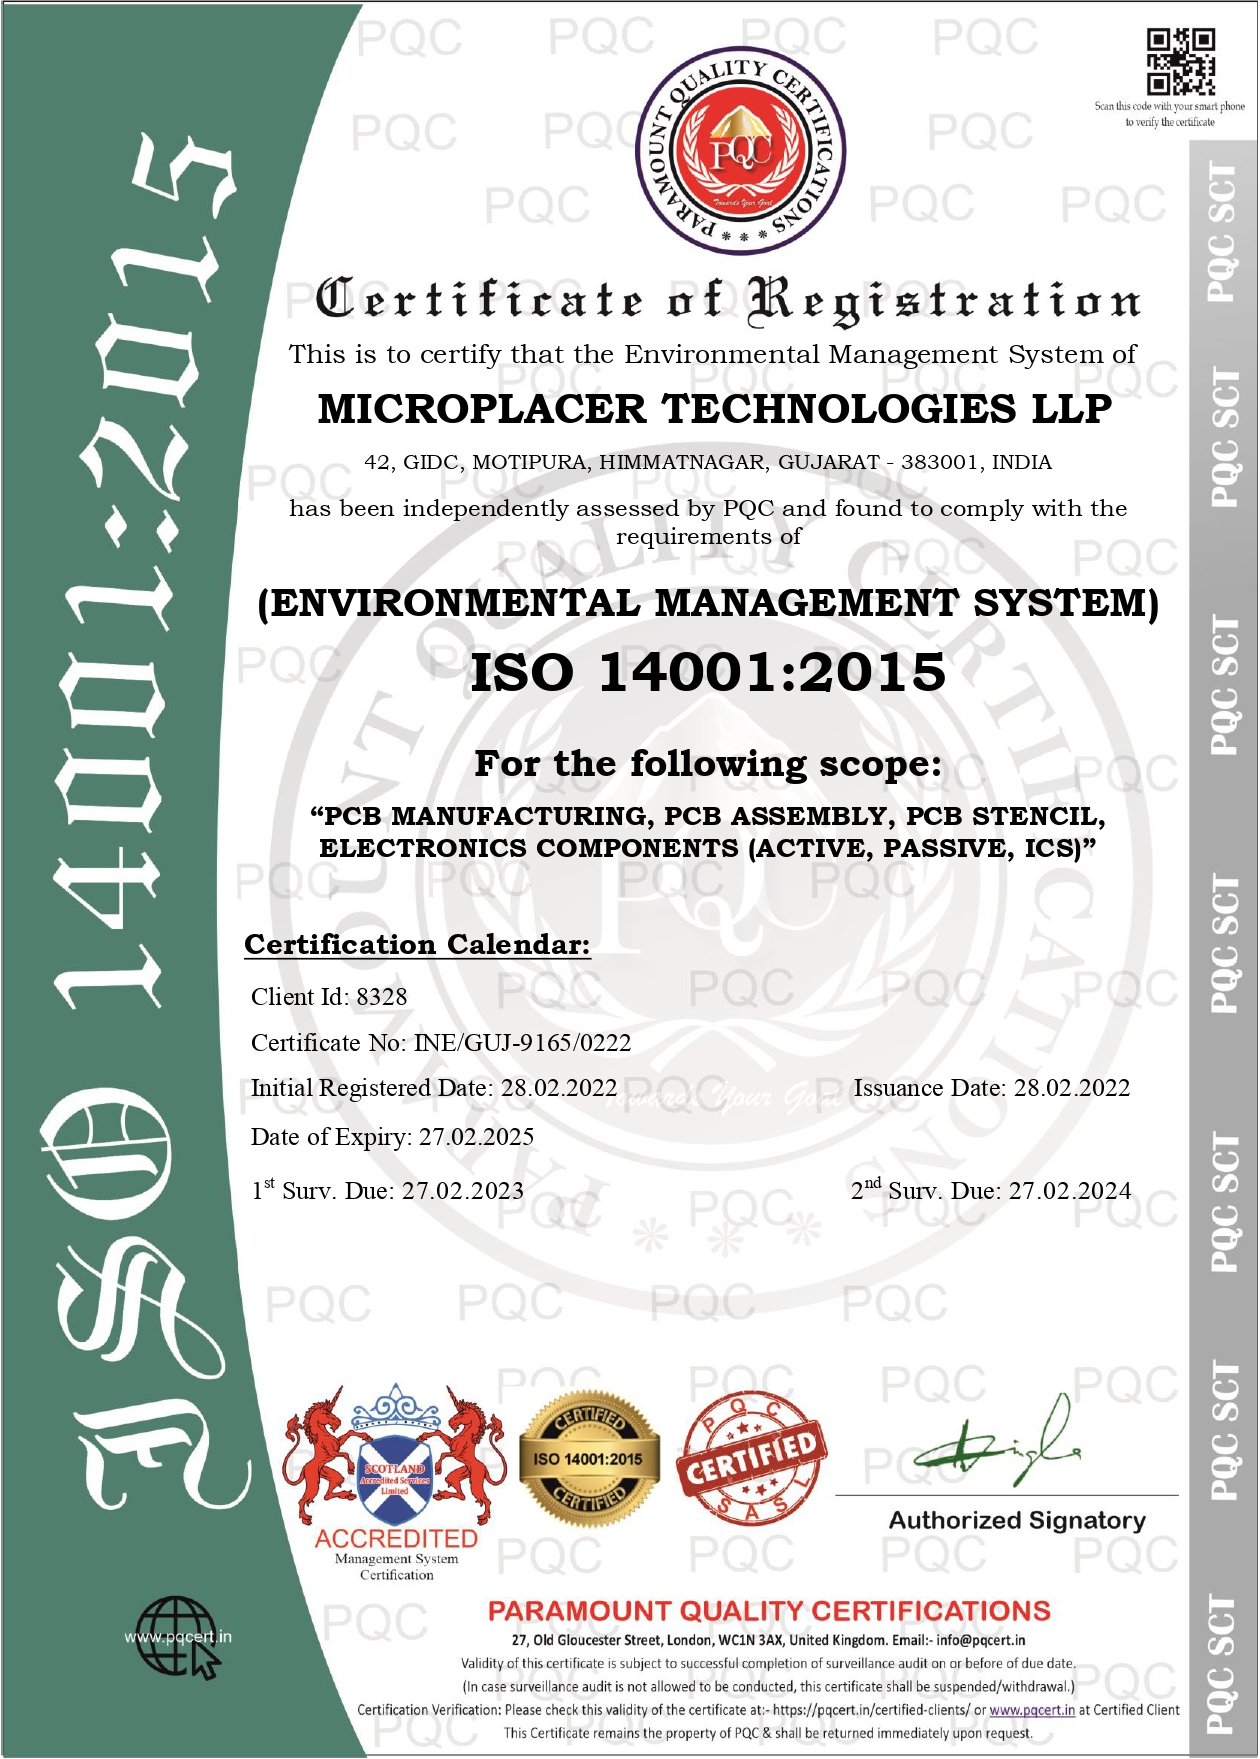 Scan this code with your smart phone
to verify the certificate
PARAMOUNT QUALITY CERTIFICATIONS
PQC
Towards Your Goal
ISO 14001:2015
Certificate of Registration
This is to certify that the Environmental Management System of
MICROPLACER TECHNOLOGIES LLP
42, GIDC, MOTIPURA, HIMMATNAGAR, GUJARAT - 383001, INDIA
has been independently assessed by PQC and found to comply with the
requirements of
(ENVIRONMENTAL MANAGEMENT SYSTEM)
ISO 14001:2015
For the following scope:
“PCB MANUFACTURING, PCB ASSEMBLY, PCB STENCIL,
ELECTRONICS COMPONENTS (ACTIVE, PASSIVE, ICS)”
Certification Calendar:
Client Id: 8328
Certificate No: INE/GUJ-9165/0222
Initial Registered Date: 28.02.2022 Issuance Date: 28.02.2022
Date of Expiry: 27.02.2025
1st Surv. Due: 27.02.2023 2nd Surv. Due: 27.02.2024
SCOTLAND
Accredited Services
Limited
ACCREDITED
Management System
Certification
CERTIFIED
ISO 14001:2015
CERTIFIED
PQC
CERTIFIED
SASL
Authorized Signatory
www.pqcert.in
PARAMOUNT QUALITY CERTIFICATIONS
27, Old Gloucester Street, London, WC1N 3AX, United Kingdom. Email:- info@pqcert.in
Validity of this certificate is subject to successful completion of surveillance audit on or before of due date.
(In case surveillance audit is not allowed to be conducted, this certificate shall be suspended/withdrawal.)
Certification Verification: Please check this validity of the certificate at:- https://pqcert.in/certified-clients/ or www.pqcert.in at Certified Client
This Certificate remains the property of PQC & shall be returned immediately upon request.
PQC SCT
PQC SCT
PQC SCT
PQC SCT
PQC SCT
PQC SCT
PQC SCT